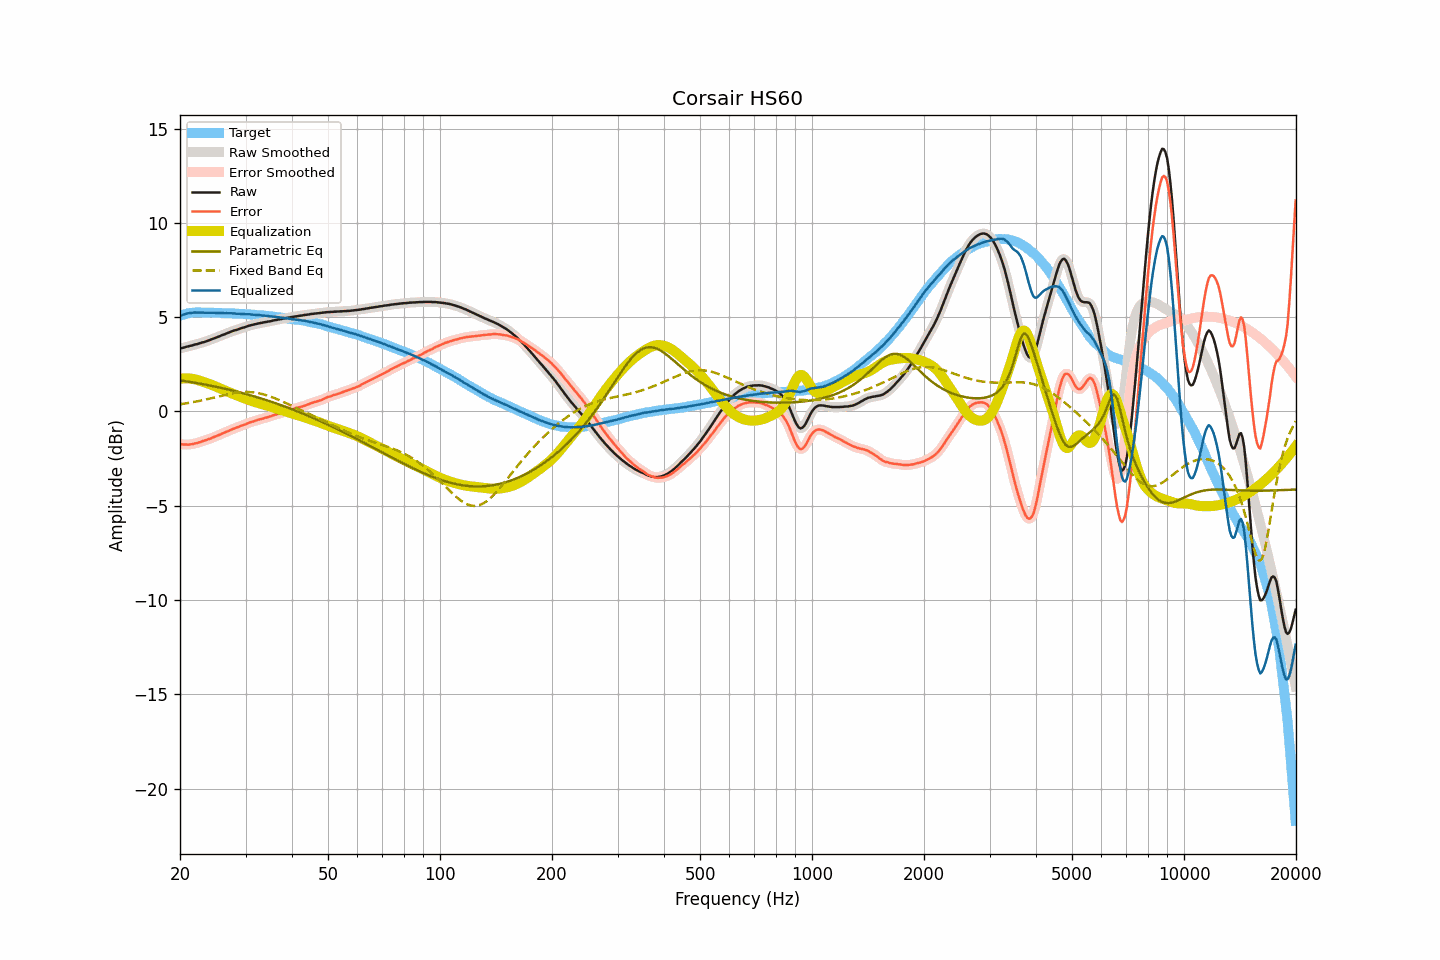 Corsair HS60
15
10
5
0
−5
−10
−15
−20
Amplitude (dBr)
Target
Raw Smoothed
Error Smoothed
Raw
Error
Equalization
Parametric Eq
Fixed Band Eq
Equalized
20 50 100 200 500 1000 2000 5000 10000 20000
Frequency (Hz)